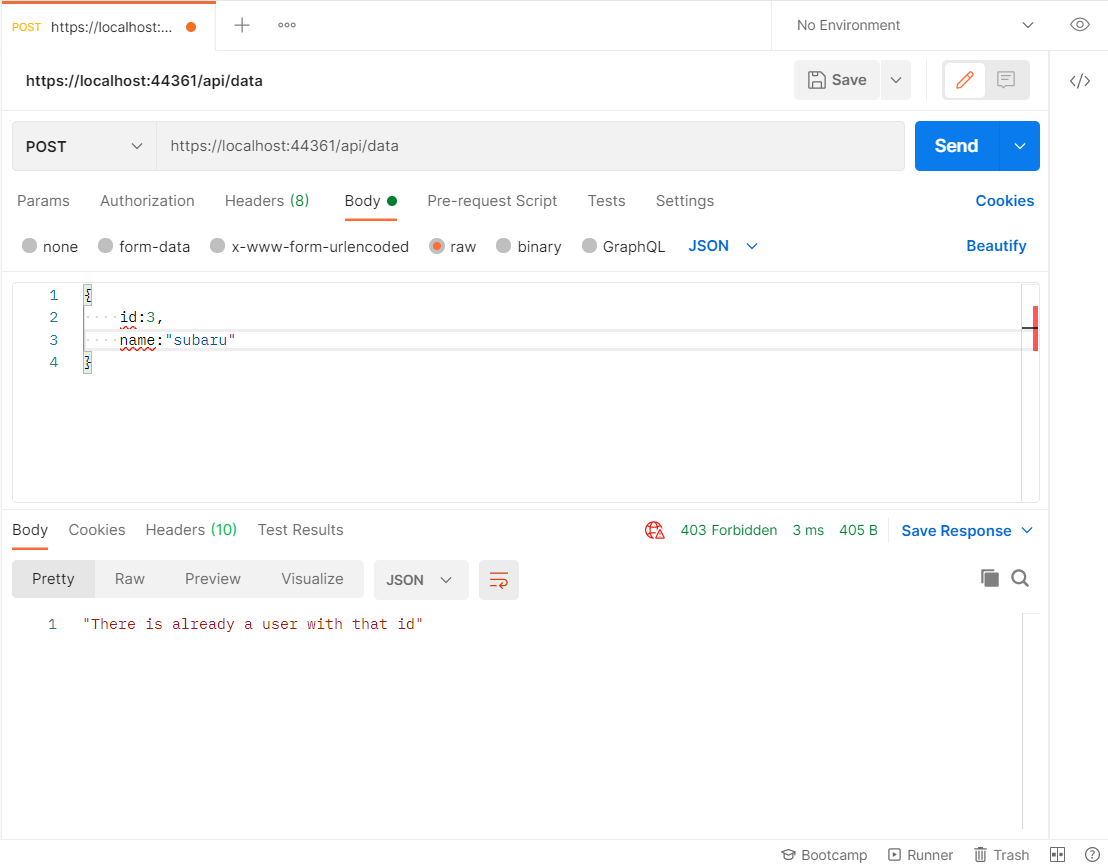 POST https://localhost:... No Environment
https://localhost:44361/api/data Save </>
POST https://localhost:44361/api/data Send
Params Authorization Headers (8) Body Pre-request Script Tests Settings Cookies
none form-data x-www-form-urlencoded raw binary GraphQL JSON Beautify
1 {
2 id:3,
3 name:"subaru"
4 }
Body Cookies Headers (10) Test Results 403 Forbidden 3 ms 405 B Save Response
Pretty Raw Preview Visualize JSON
1 "There is already a user with that id"
Bootcamp Runner Trash ?